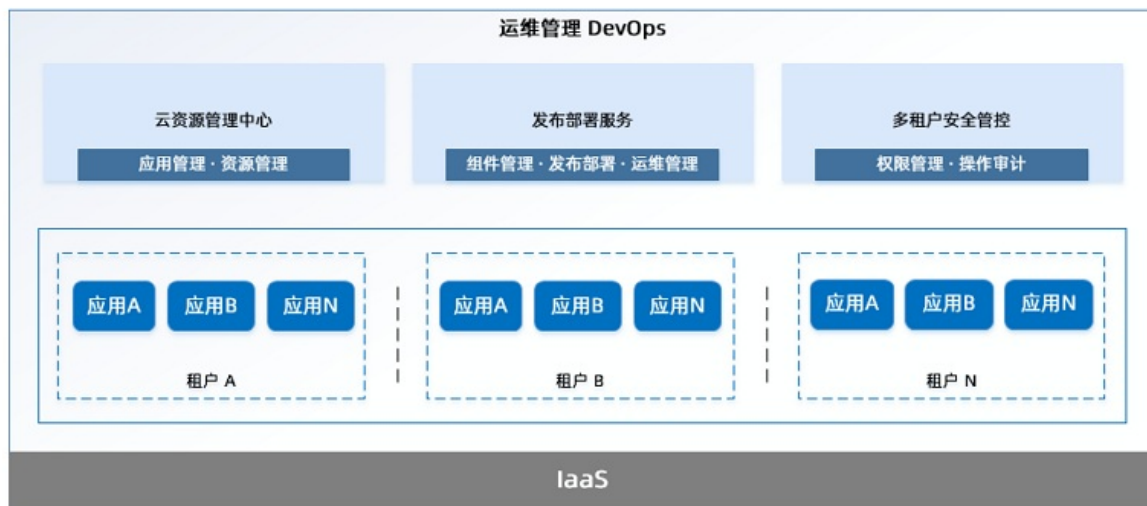 运维管理 DevOps
云资源管理中心
应用管理·资源管理
发布部署服务
组件管理·发布部署·运维管理
多租户安全管控
权限管理·操作审计
应用A 应用B 应用N
租户 A
应用A 应用B 应用N
租户 B
应用A 应用B 应用N
租户 N
IaaS